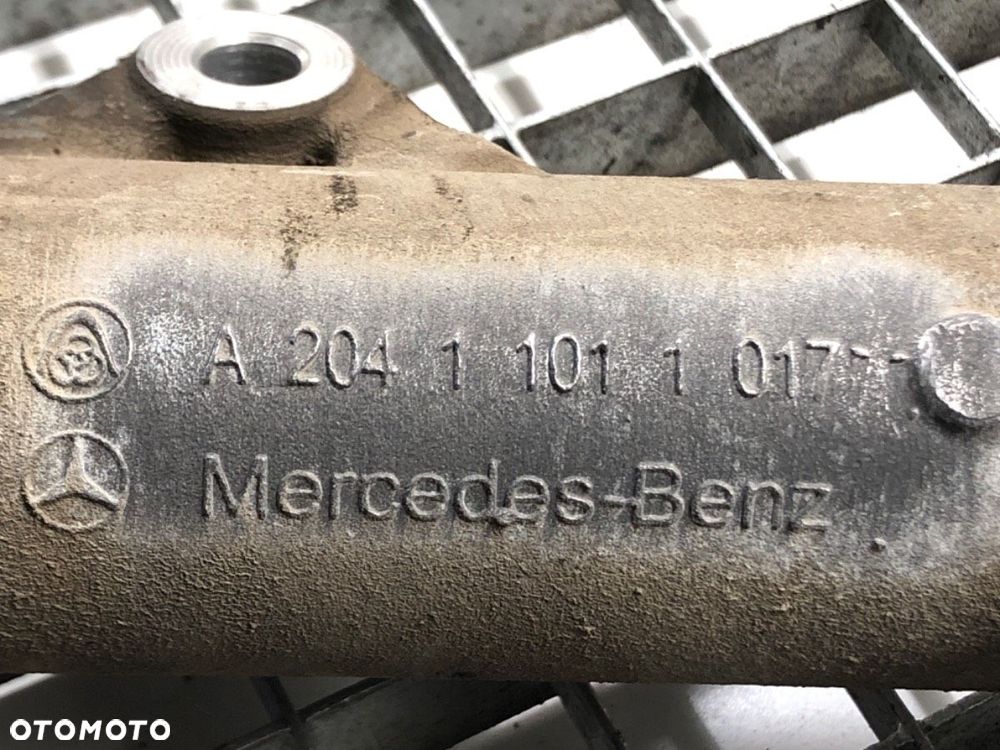 A 204 1 101 1 017
Mercedes-Benz
OTOMOTO